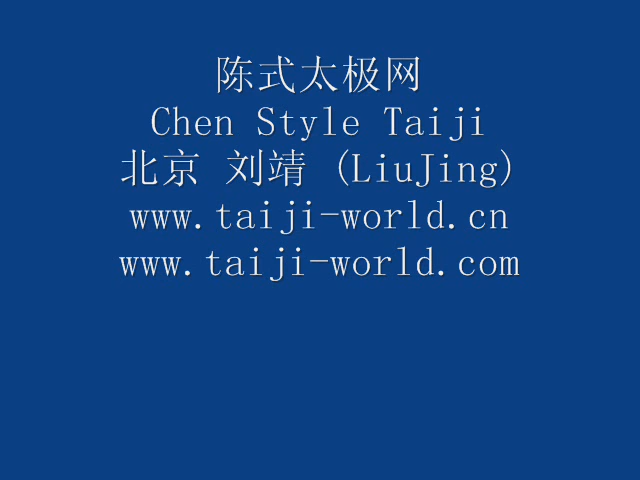 陈式太极网
Chen Style Taiji
北京 刘靖 (LiuJing)
www.taiji-world.cn
www.taiji-world.com